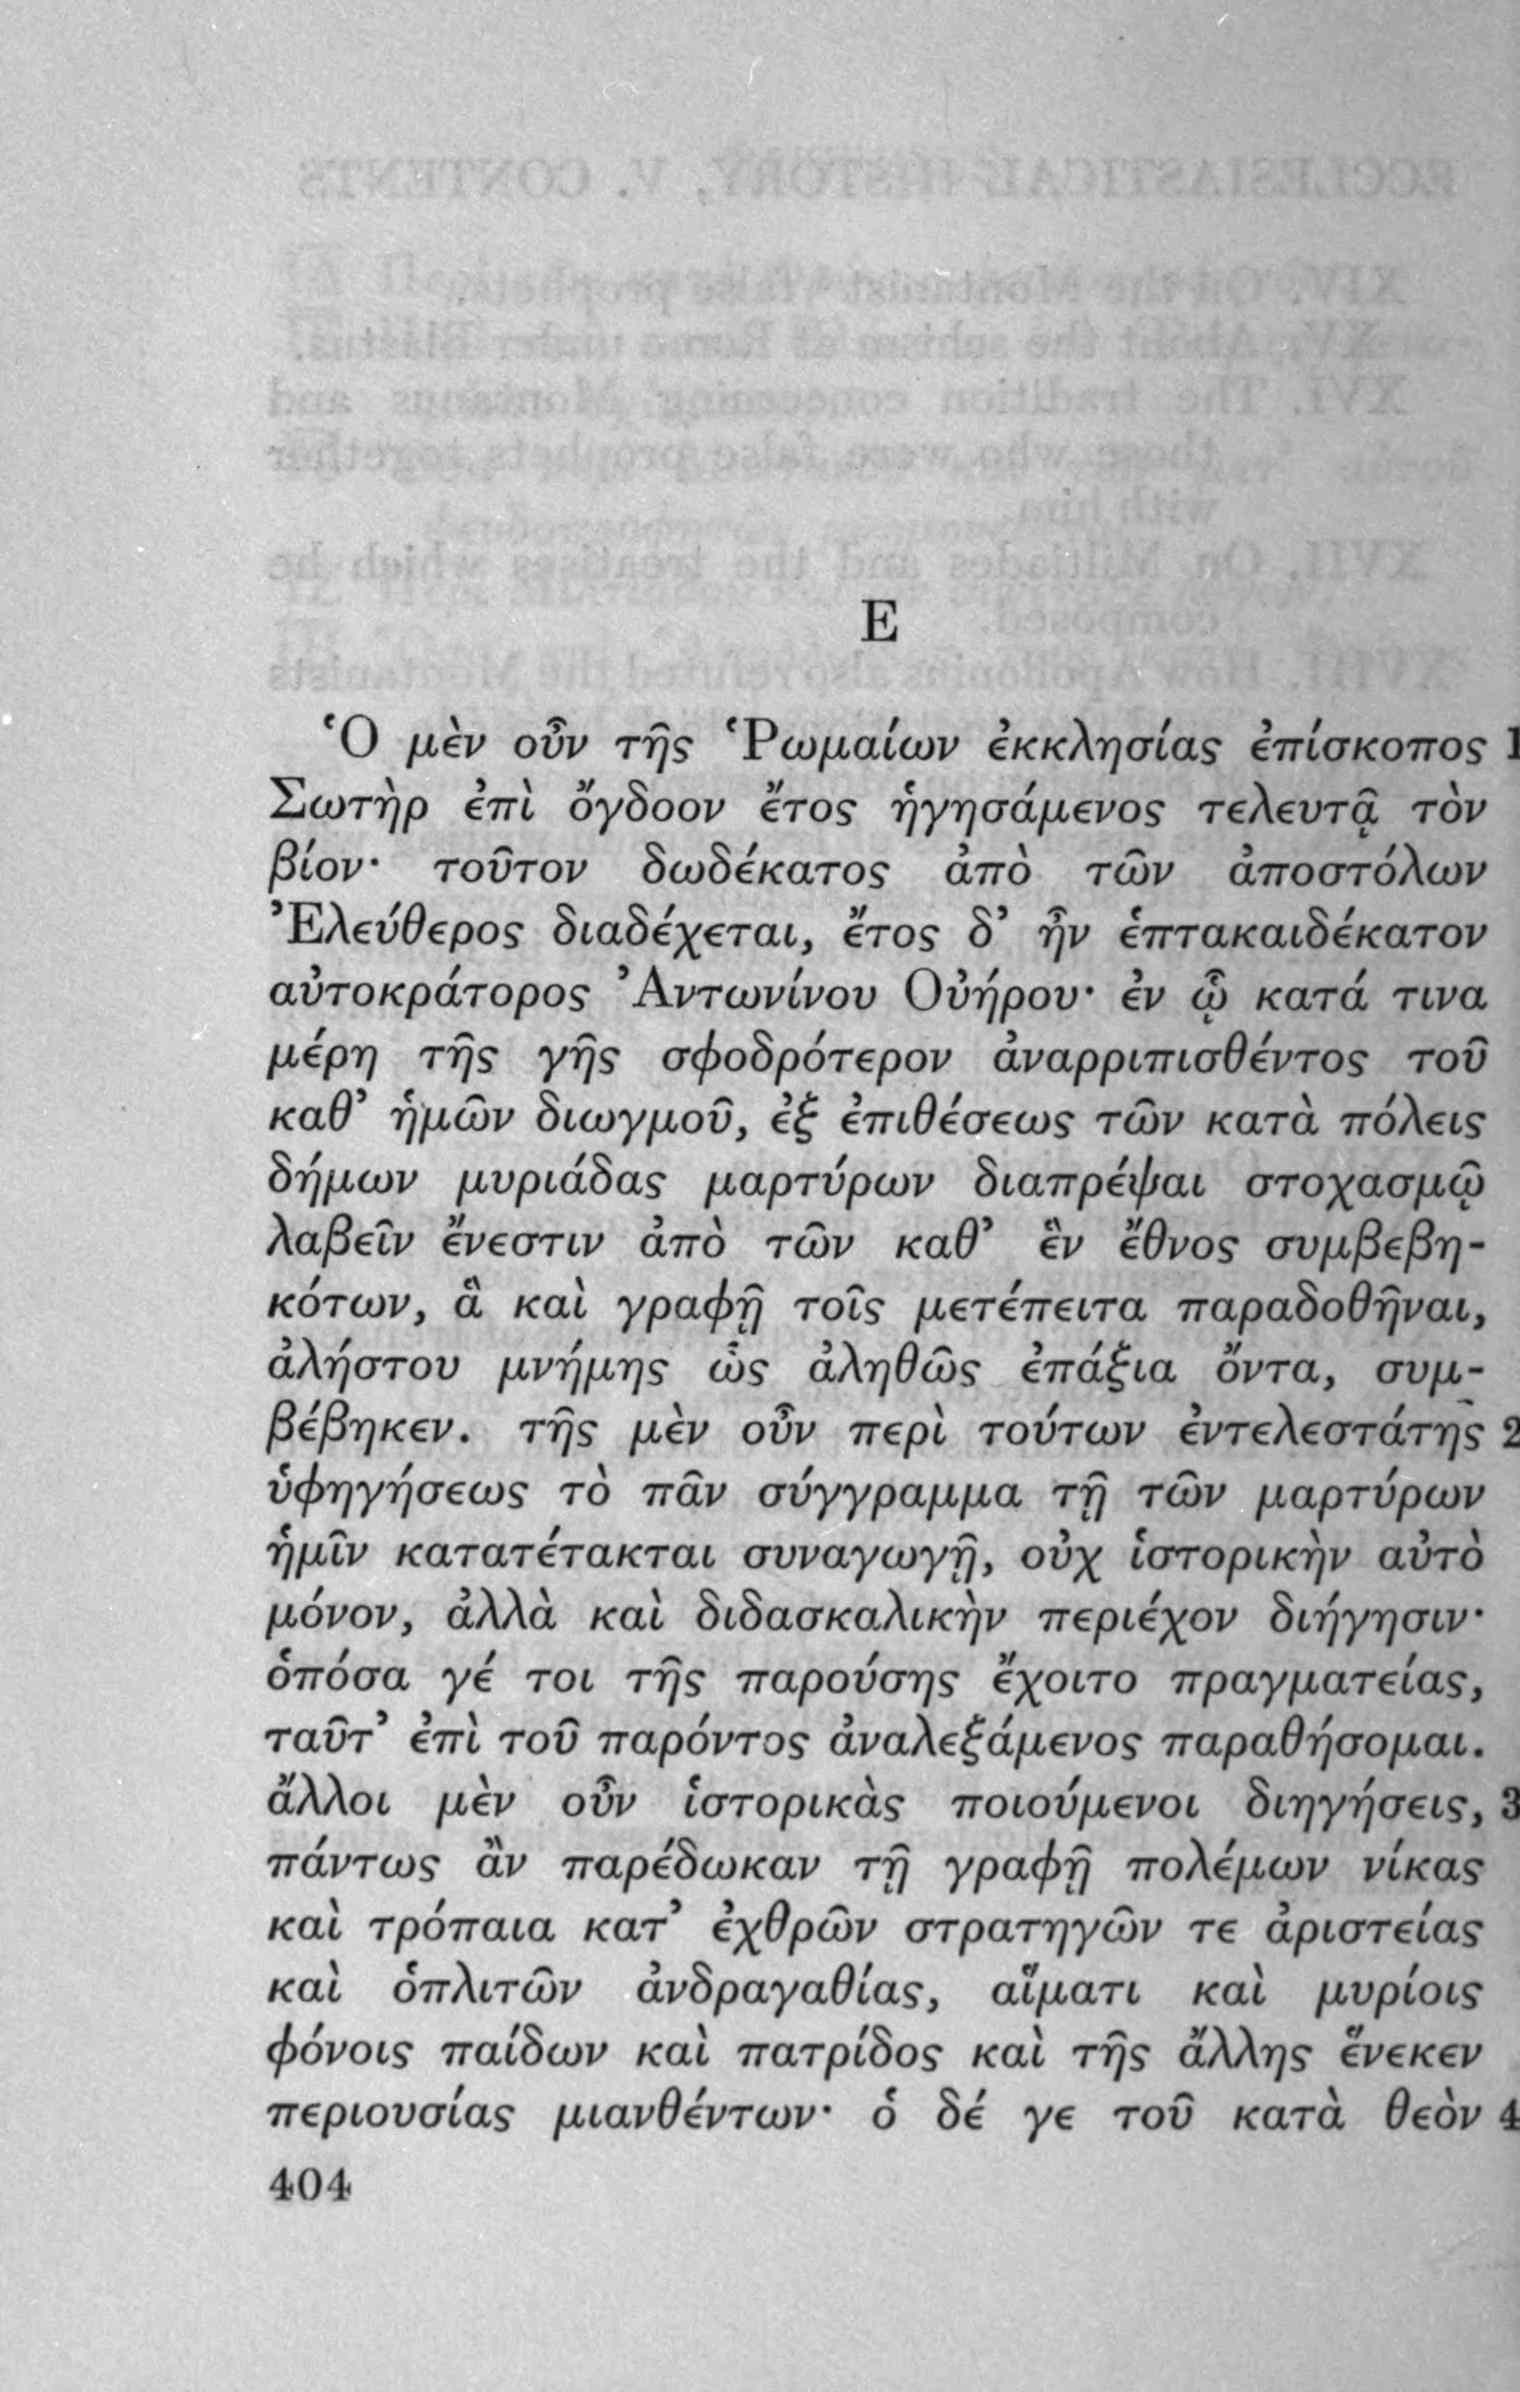 Ε
Ὁ μὲν οὖν τῆς Ῥωμαίων ἐκκλησίας ἐπίσκοπος 1
Σωτὴρ ἐπὶ ὄγδοον ἔτος ἡγησάμενος τελευτᾷ τὸν
βίον· τοῦτον δωδέκατος ἀπὸ τῶν ἀποστόλων
Ἐλεύθερος διαδέχεται, ἔτος δ’ ἦν ἑπτακαιδέκατον
αὐτοκράτορος Ἀντωνίνου Οὐήρου· ἐν ᾧ κατά τινα
μέρη τῆς γῆς σφοδρότερον ἀναρριπισθέντος τοῦ
καθ’ ἡμῶν διωγμοῦ, ἐξ ἐπιθέσεως τῶν κατὰ πόλεις
δήμων μυριάδας μαρτύρων διαπρέψαι στοχασμῷ
λαβεῖν ἔνεστιν ἀπὸ τῶν καθ’ ἓν ἔθνος συμβεβη-
κότων, ἃ καὶ γραφῇ τοῖς μετέπειτα παραδοθῆναι,
ἀλήστου μνήμης ὡς ἀληθῶς ἐπάξια ὄντα, συμ-
βέβηκεν. τῆς μὲν οὖν περὶ τούτων ἐντελεστάτης 2
ὑφηγήσεως τὸ πᾶν σύγγραμμα τῇ τῶν μαρτύρων
ἡμῖν κατατέτακται συναγωγῇ, οὐχ ἱστορικὴν αὐτὸ
μόνον, ἀλλὰ καὶ διδασκαλικὴν περιέχον διήγησιν·
ὁπόσα γέ τοι τῆς παρούσης ἔχοιτο πραγματείας,
ταῦτ’ ἐπὶ τοῦ παρόντος ἀναλεξάμενος παραθήσομαι.
ἄλλοι μὲν οὖν ἱστορικὰς ποιούμενοι διηγήσεις, 3
πάντως ἂν παρέδωκαν τῇ γραφῇ πολέμων νίκας
καὶ τρόπαια κατ’ ἐχθρῶν στρατηγῶν τε ἀριστείας
καὶ ὁπλιτῶν ἀνδραγαθίας, αἵματι καὶ μυρίοις
φόνοις παίδων καὶ πατρίδος καὶ τῆς ἄλλης ἕνεκεν
περιουσίας μιανθέντων· ὁ δέ γε τοῦ κατὰ θεὸν 4
404